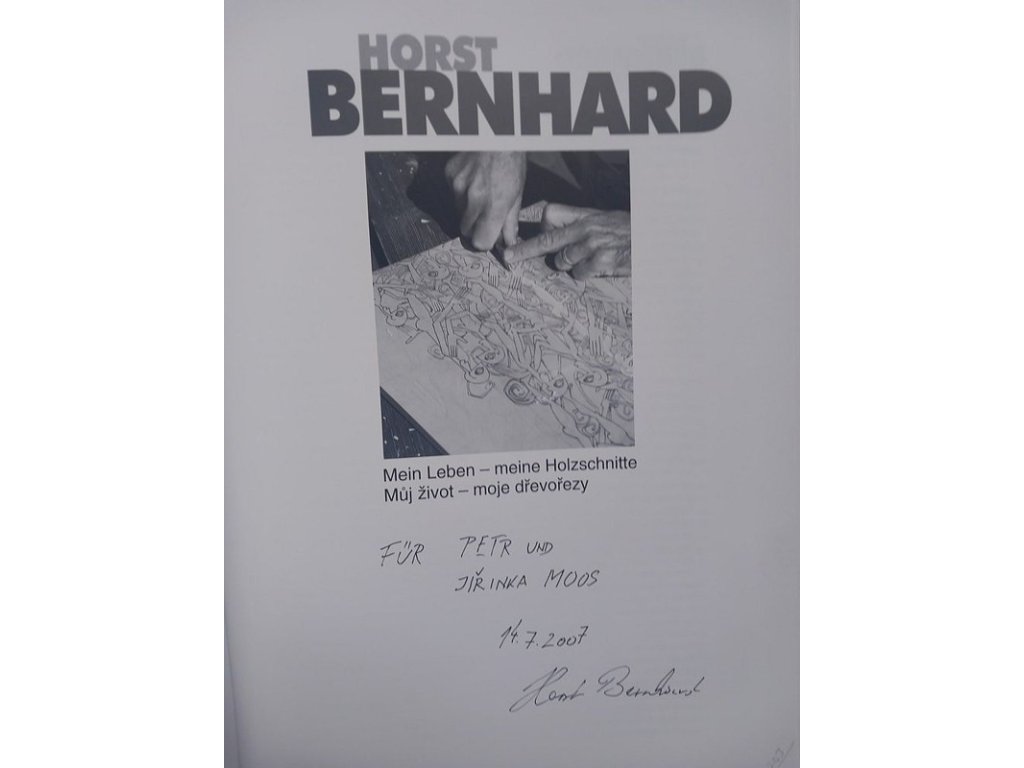 HORST
BERNHARD
Mein Leben – meine Holzschnitte
Můj život – moje dřevořezy
FÜR PETR UND
JIŘINKA MOOS
14.7.2007
Horst Bernhard